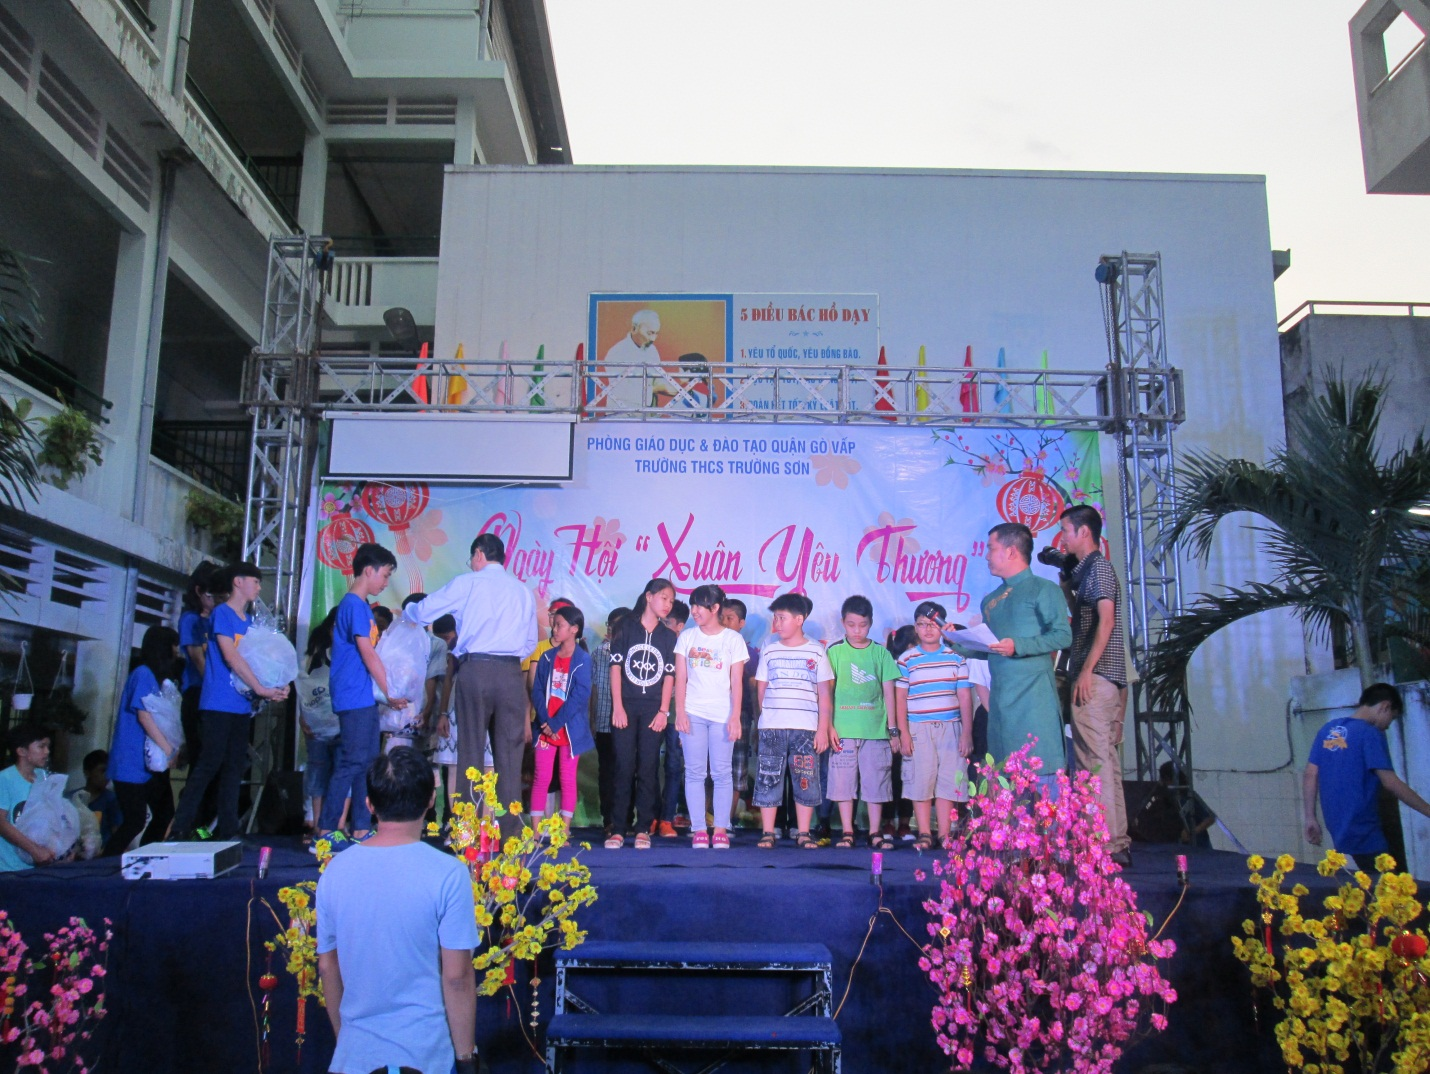 5 ĐIỀU BÁC HỒ DẠY
1. YÊU TỔ QUỐC, YÊU ĐỒNG BÀO.
PHÒNG GIÁO DỤC & ĐÀO TẠO QUẬN GÒ VẤP
TRƯỜNG THCS TRƯỜNG SƠN
Ngày Hội "Xuân Yêu Thương"
XXX